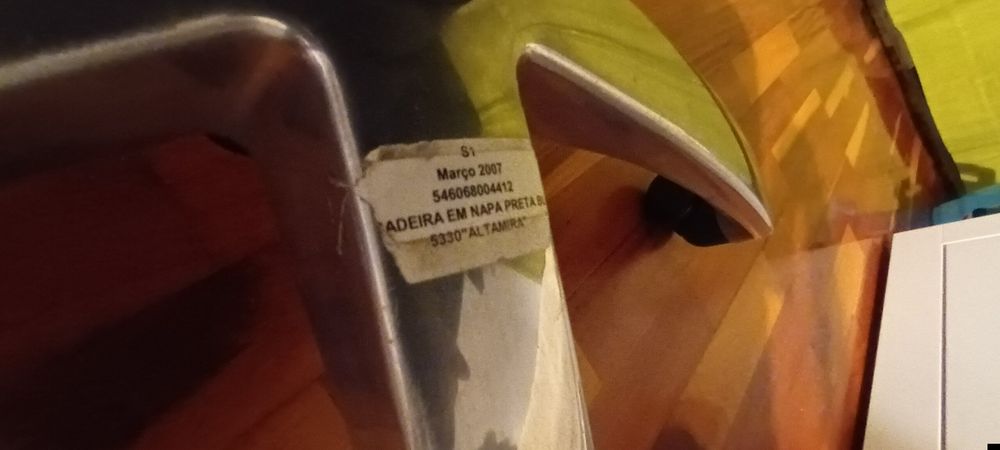 S1
Março 2007
546068004412
ADEIRA EM NAPA PRETA
5330"ALTAMIRA"